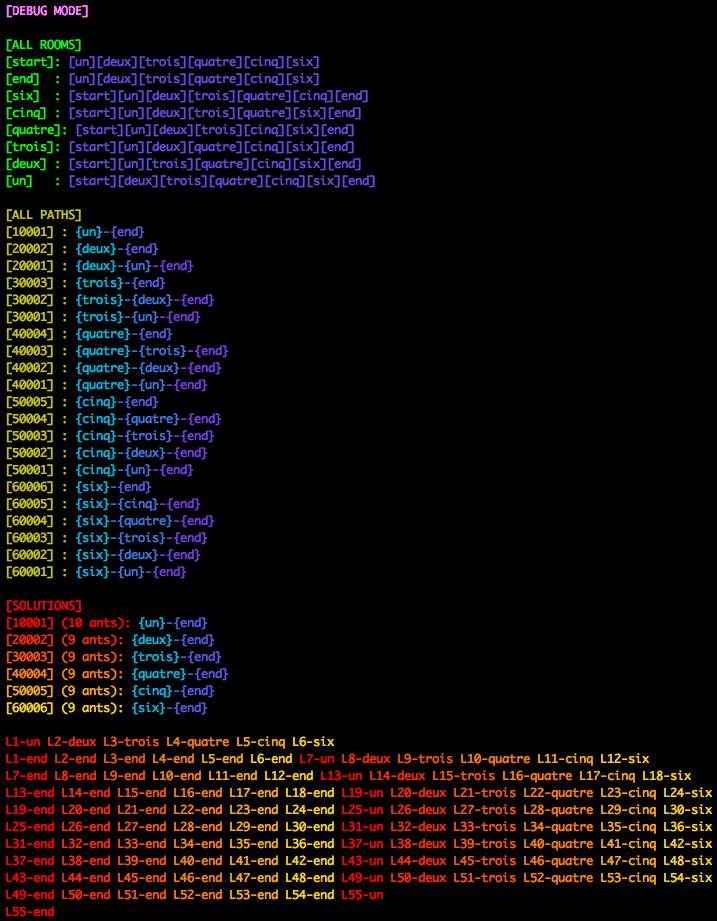 [DEBUG MODE]
[ALL ROOMS]
[start]: [un][deux][trois][quatre][cinq][six]
[end]  : [un][deux][trois][quatre][cinq][six]
[six]  : [start][un][deux][trois][quatre][cinq][end]
[cinq] : [start][un][deux][trois][quatre][six][end]
[quatre]: [start][un][deux][trois][cinq][six][end]
[trois]: [start][un][deux][quatre][cinq][six][end]
[deux] : [start][un][trois][quatre][cinq][six][end]
[un]   : [start][deux][trois][quatre][cinq][six][end]
[ALL PATHS]
[10001] : {un}-{end}
[20002] : {deux}-{end}
[20001] : {deux}-{un}-{end}
[30003] : {trois}-{end}
[30002] : {trois}-{deux}-{end}
[30001] : {trois}-{un}-{end}
[40004] : {quatre}-{end}
[40003] : {quatre}-{trois}-{end}
[40002] : {quatre}-{deux}-{end}
[40001] : {quatre}-{un}-{end}
[50005] : {cinq}-{end}
[50004] : {cinq}-{quatre}-{end}
[50003] : {cinq}-{trois}-{end}
[50002] : {cinq}-{deux}-{end}
[50001] : {cinq}-{un}-{end}
[60006] : {six}-{end}
[60005] : {six}-{cinq}-{end}
[60004] : {six}-{quatre}-{end}
[60003] : {six}-{trois}-{end}
[60002] : {six}-{deux}-{end}
[60001] : {six}-{un}-{end}
[SOLUTIONS]
[10001] (10 ants): {un}-{end}
[20002] (9 ants): {deux}-{end}
[30003] (9 ants): {trois}-{end}
[40004] (9 ants): {quatre}-{end}
[50005] (9 ants): {cinq}-{end}
[60006] (9 ants): {six}-{end}
L1-un L2-deux L3-trois L4-quatre L5-cinq L6-six
L1-end L2-end L3-end L4-end L5-end L6-end L7-un L8-deux L9-trois L10-quatre L11-cinq L12-six
L7-end L8-end L9-end L10-end L11-end L12-end L13-un L14-deux L15-trois L16-quatre L17-cinq L18-six
L13-end L14-end L15-end L16-end L17-end L18-end L19-un L20-deux L21-trois L22-quatre L23-cinq L24-six
L19-end L20-end L21-end L22-end L23-end L24-end L25-un L26-deux L27-trois L28-quatre L29-cinq L30-six
L25-end L26-end L27-end L28-end L29-end L30-end L31-un L32-deux L33-trois L34-quatre L35-cinq L36-six
L31-end L32-end L33-end L34-end L35-end L36-end L37-un L38-deux L39-trois L40-quatre L41-cinq L42-six
L37-end L38-end L39-end L40-end L41-end L42-end L43-un L44-deux L45-trois L46-quatre L47-cinq L48-six
L43-end L44-end L45-end L46-end L47-end L48-end L49-un L50-deux L51-trois L52-quatre L53-cinq L54-six
L49-end L50-end L51-end L52-end L53-end L54-end L55-un
L55-end